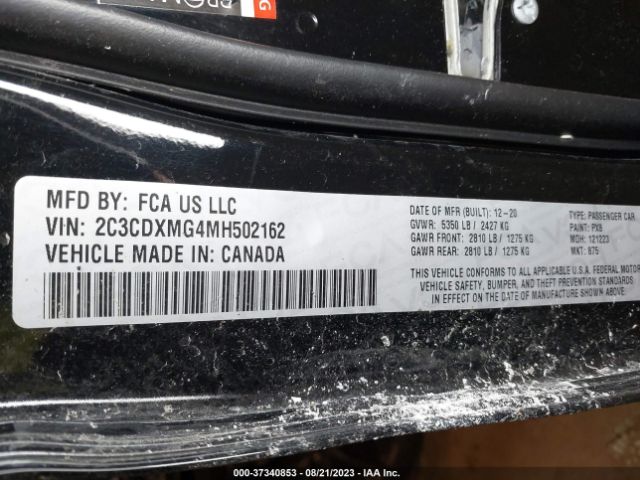 MFD BY: FCA US LLC
VIN: 2C3CDXMG4MH502162
VEHICLE MADE IN: CANADA
DATE OF MFR (BUILT): 12-20
GVWR: 5350 LB / 2427 KG
GAWR FRONT: 2810 LB / 1275 KG
GAWR REAR: 2810 LB / 1275 KG
TYPE: PASSENGER CAR
PAINT: PX8
MDH: 121223
MKT: 875
THIS VEHICLE CONFORMS TO ALL APPLICABLE U.S.A. FEDERAL MOTOR
VEHICLE SAFETY, BUMPER, AND THEFT PREVENTION STANDARDS
IN EFFECT ON THE DATE OF MANUFACTURE SHOWN ABOVE.
000-37340853 - 08/21/2023 - IAA Inc.